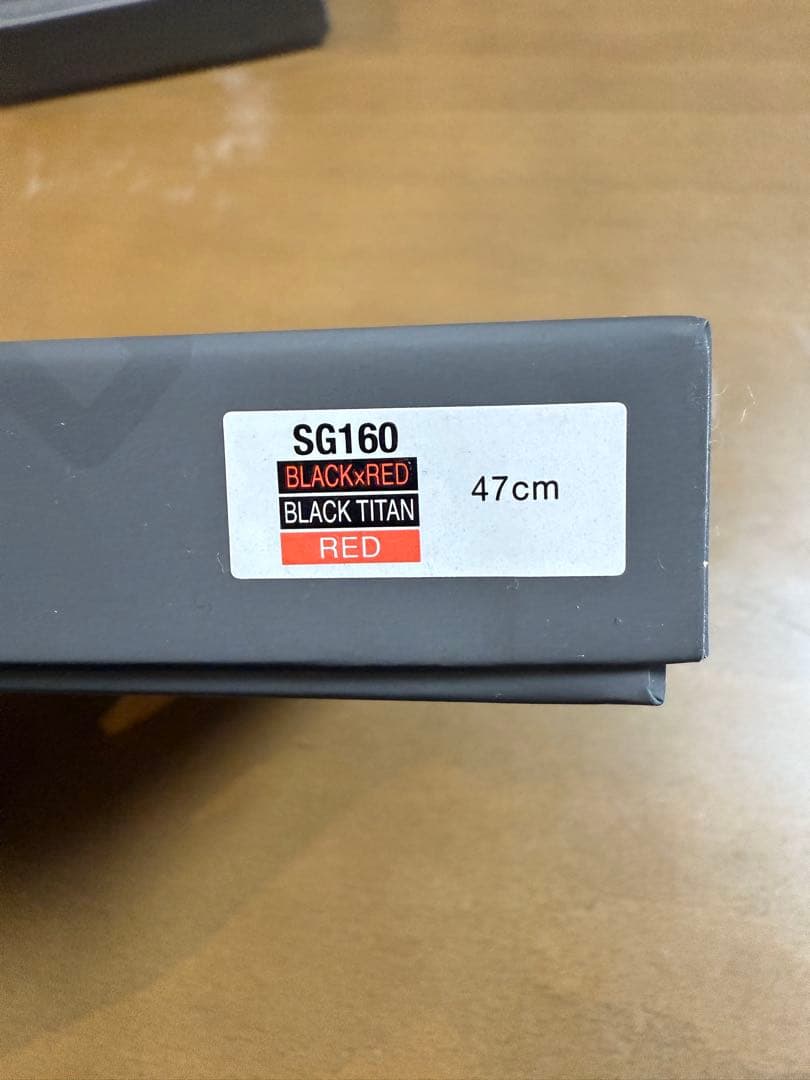 SG160
BLACKxRED
BLACK TITAN
RED
47cm